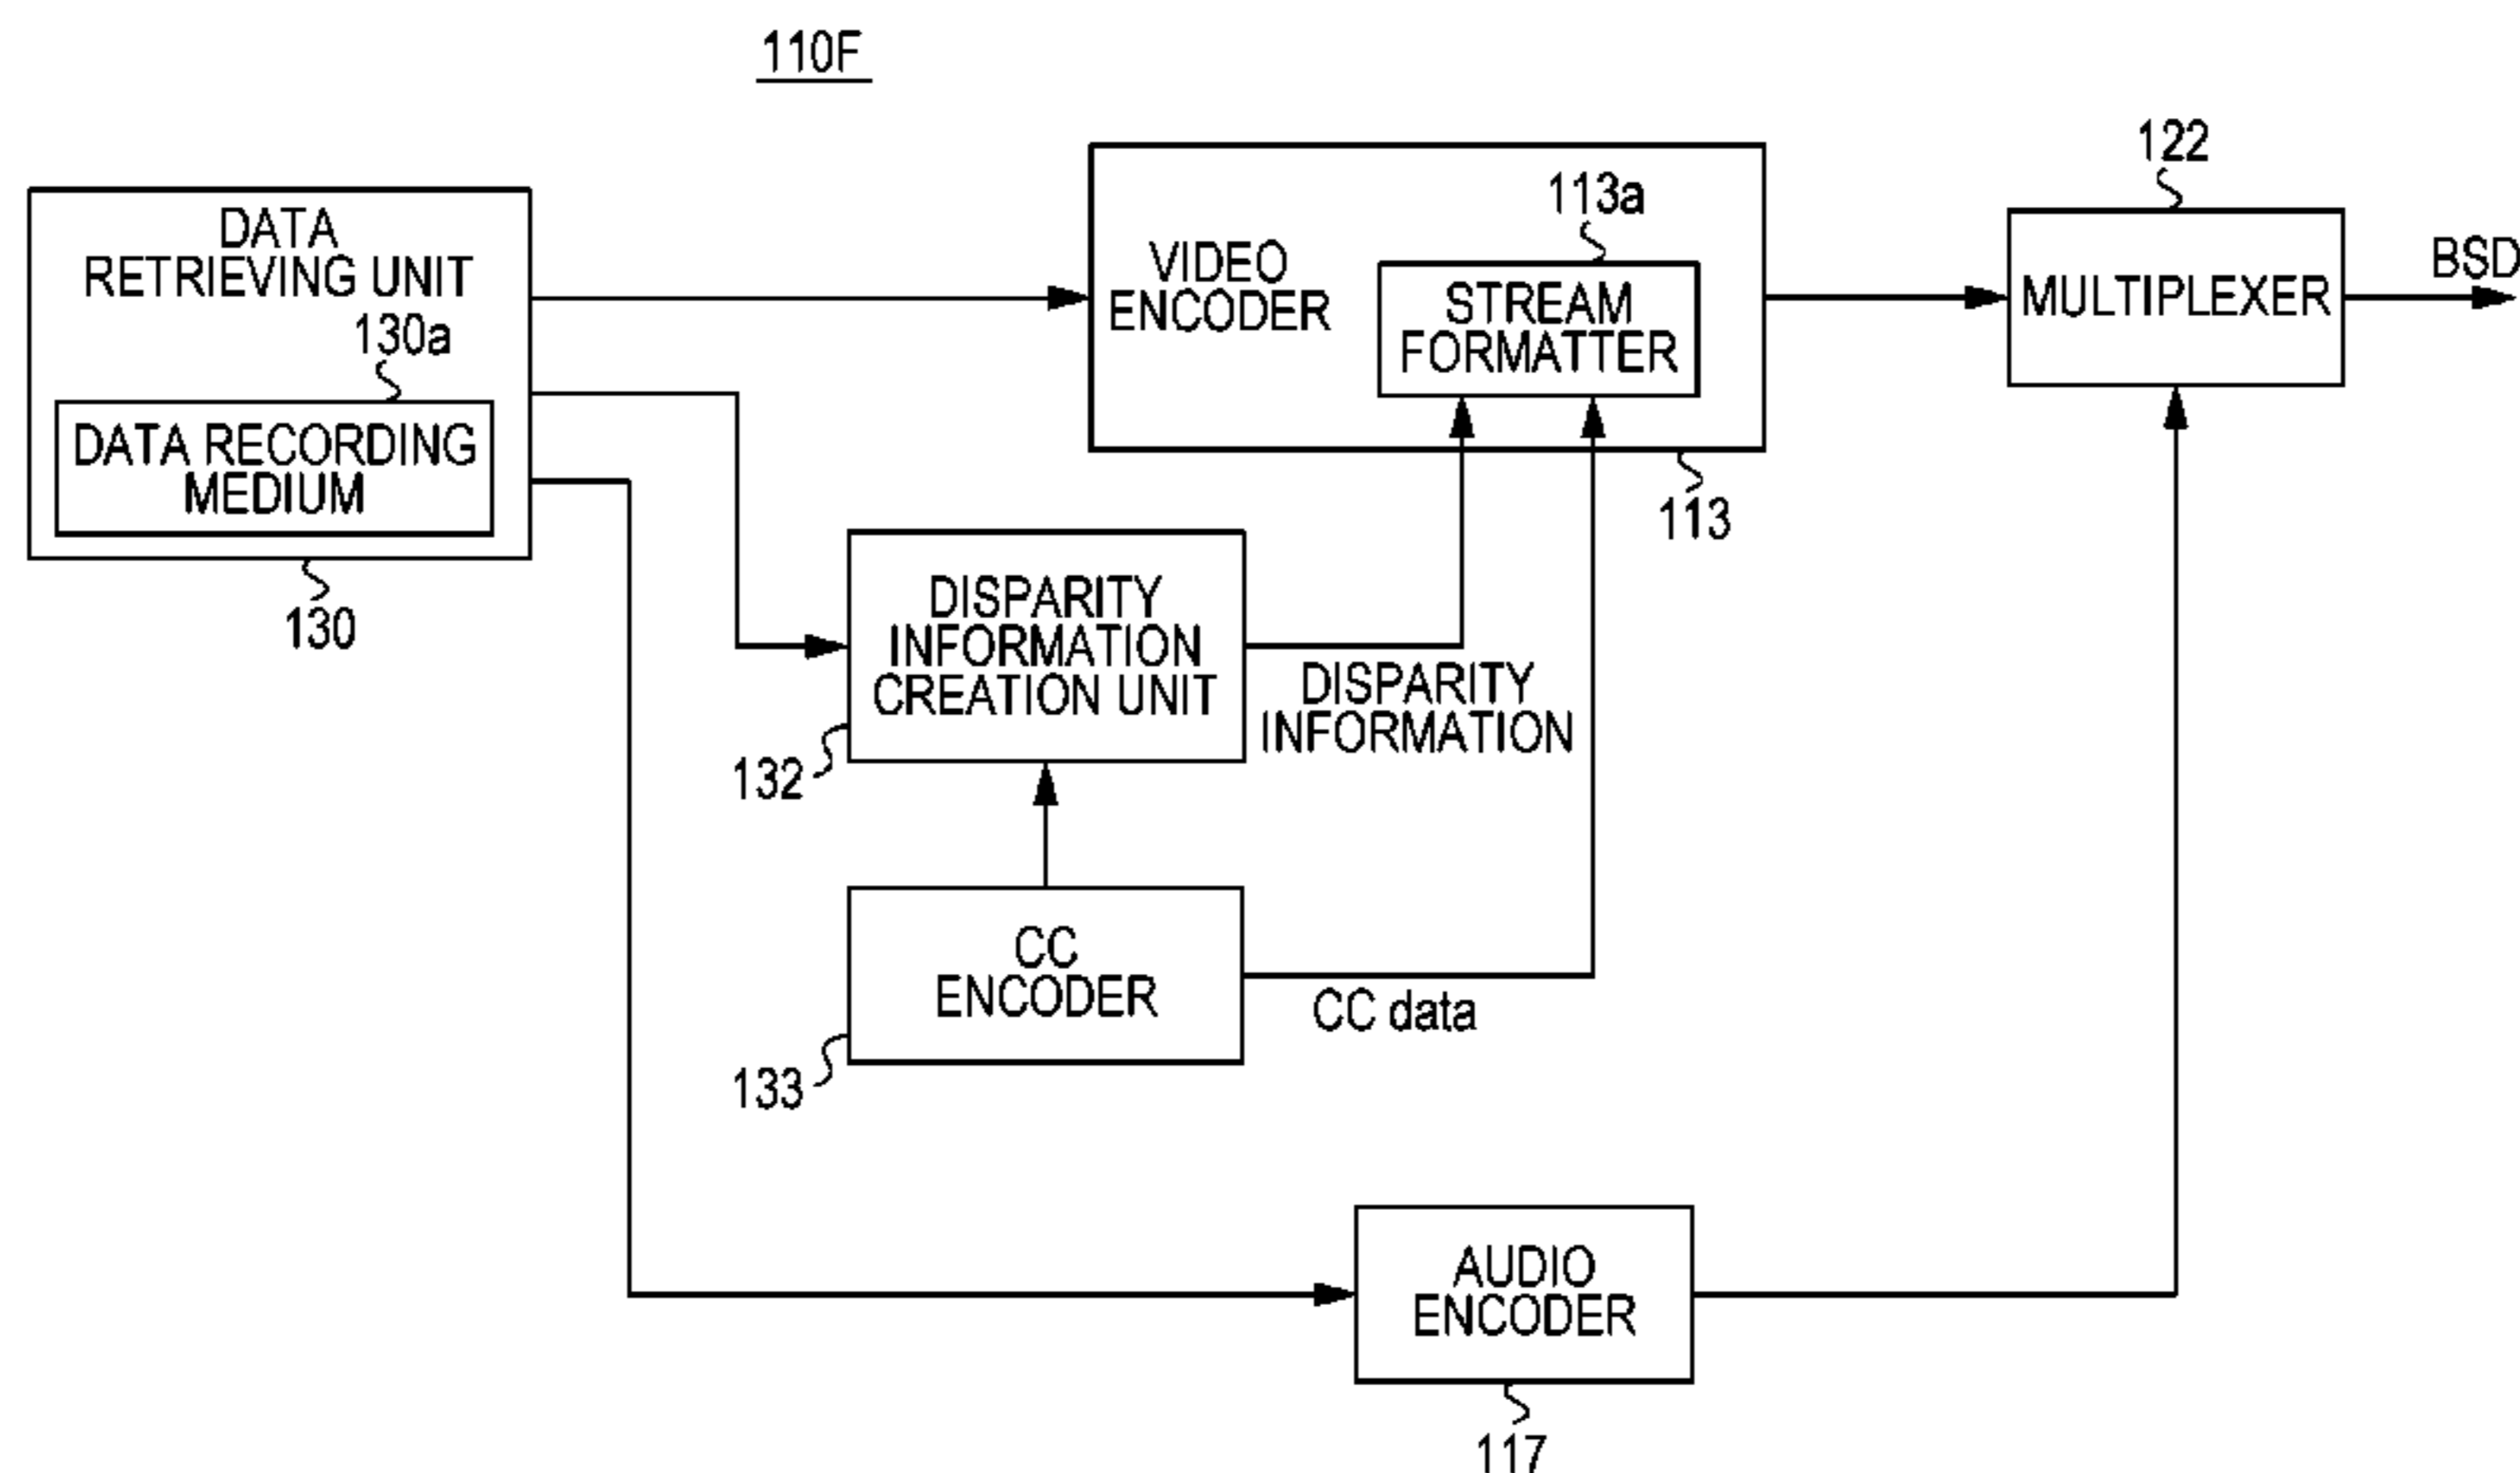 110F
DATA
RETRIEVING UNIT
130a
DATA RECORDING
MEDIUM
130
VIDEO
ENCODER
113a
STREAM
FORMATTER
113
122
MULTIPLEXER
BSD
DISPARITY
INFORMATION
CREATION UNIT
132
DISPARITY
INFORMATION
CC
ENCODER
133
CC data
AUDIO
ENCODER
117